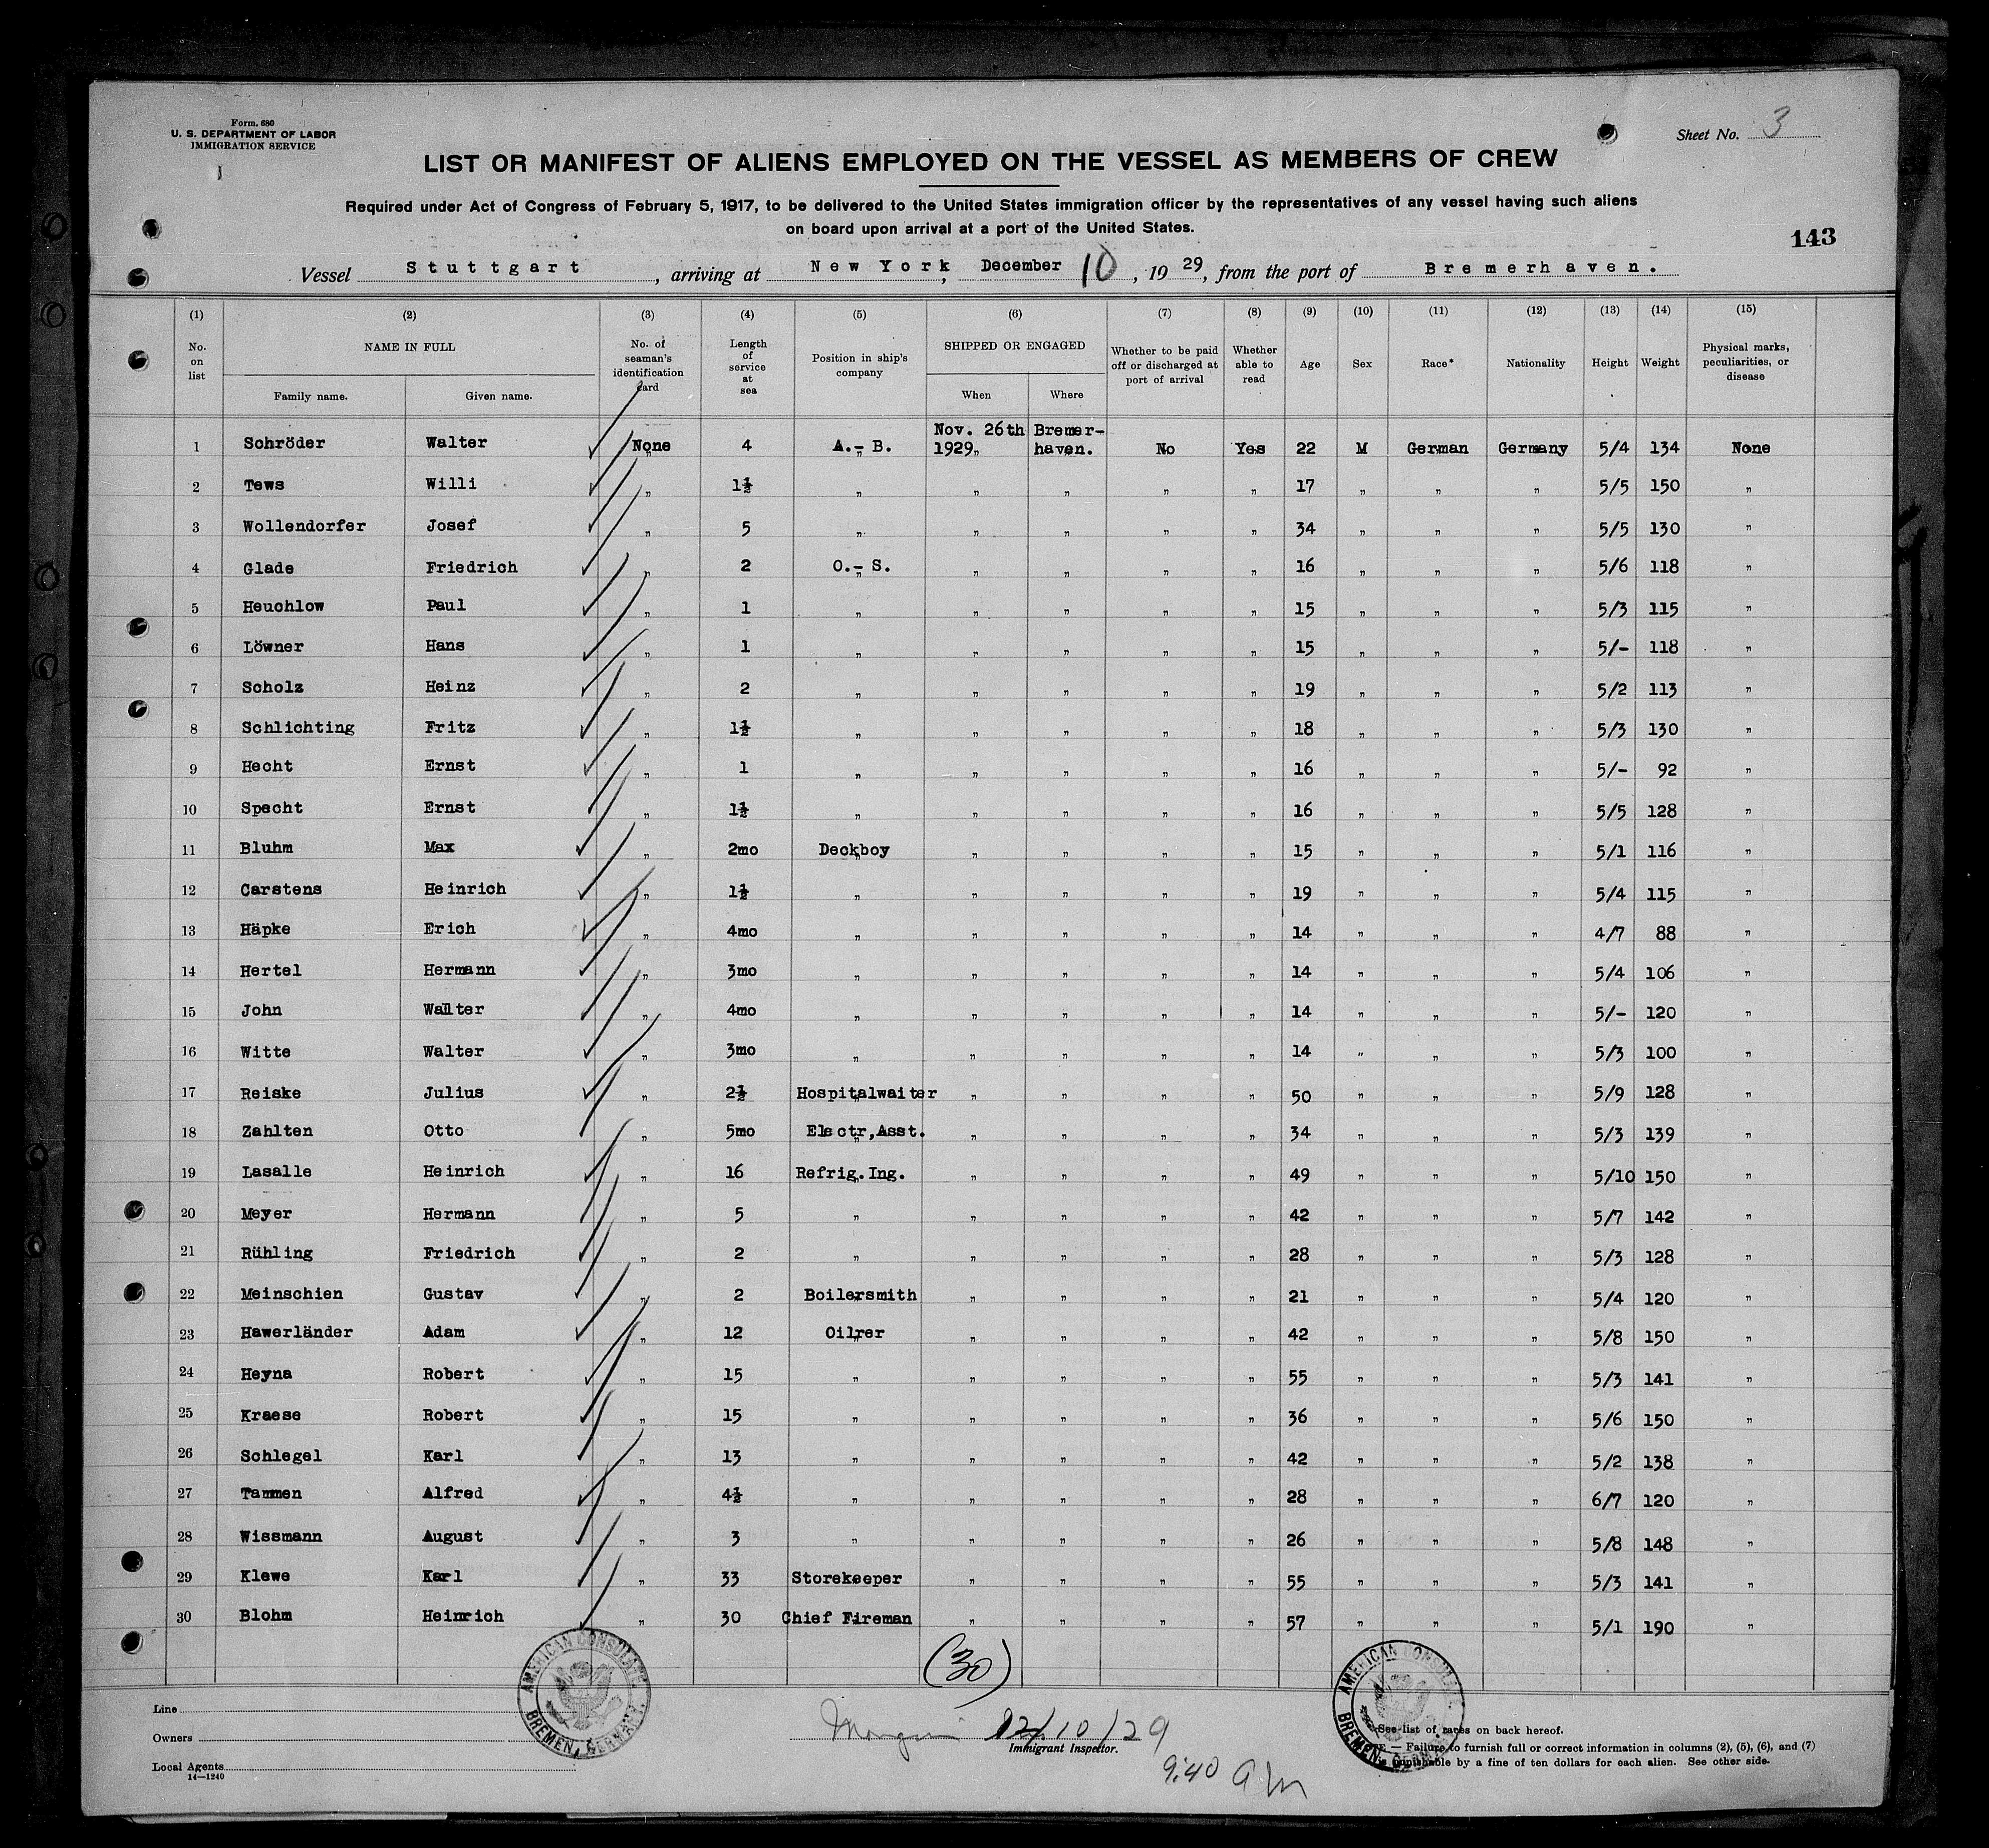 Form. 680
U. S. DEPARTMENT OF LABOR
IMMIGRATION SERVICE
Sheet No. 3
LIST OR MANIFEST OF ALIENS EMPLOYED ON THE VESSEL AS MEMBERS OF CREW
Required under Act of Congress of February 5, 1917, to be delivered to the United States immigration officer by the representatives of any vessel having such aliens
on board upon arrival at a port of the United States.
143
Vessel Stuttgart, arriving at New York, December 10, 1929, from the port of Bremerhaven.
(1) (2) (3) (4) (5) (6) (7) (8) (9) (10) (11) (12) (13) (14) (15)
No. on list NAME IN FULL Family name. Given name. No. of seaman's identification card Length of service at sea Position in ship's company SHIPPED OR ENGAGED When Where Whether to be paid off or discharged at port of arrival Whether able to read Age Sex Race* Nationality Height Weight Physical marks, peculiarities, or disease
1 Schröder Walter None 4 A.- B. Nov. 26th 1929 Bremerhaven. No Yes 22 M German Germany 5/4 134 None
2 Tews Willi " 1½ " " " " " 17 " " " 5/5 150 "
3 Wollendorfer Josef " 5 " " " " " 34 " " " 5/5 130 "
4 Glade Friedrich " 2 O.- S. " " " " 16 " " " 5/6 118 "
5 Heuchlow Paul " 1 " " " " " 15 " " " 5/3 115 "
6 Löwner Hans " 1 " " " " " 15 " " " 5/- 118 "
7 Scholz Heinz " 2 " " " " " 19 " " " 5/2 113 "
8 Schlichting Fritz " 1½ " " " " " 18 " " " 5/3 130 "
9 Hecht Ernst " 1 " " " " " 16 " " " 5/- 92 "
10 Specht Ernst " 1½ " " " " " 16 " " " 5/5 128 "
11 Bluhm Max " 2mo Deckboy " " " " 15 " " " 5/1 116 "
12 Carstens Heinrich " 1½ " " " " " 19 " " " 5/4 115 "
13 Häpke Erich " 4mo " " " " " 14 " " " 4/7 88 "
14 Hertel Hermann " 3mo " " " " " 14 " " " 5/4 106 "
15 John Walter " 4mo " " " " " 14 " " " 5/- 120 "
16 Witte Walter " 3mo " " " " " 14 " " " 5/3 100 "
17 Reiske Julius " 2½ Hospitalwaiter " " " " 50 " " " 5/9 128 "
18 Zahlten Otto " 5mo Electr,Asst. " " " " 34 " " " 5/3 139 "
19 Lasalle Heinrich " 16 Refrig.Ing. " " " " 49 " " " 5/10 150 "
20 Meyer Hermann " 5 " " " " " 42 " " " 5/7 142 "
21 Rühling Friedrich " 2 " " " " " 28 " " " 5/3 128 "
22 Meinschien Gustav " 2 Boilersmith " " " " 21 " " " 5/4 120 "
23 Hawerländer Adam " 12 Oilrer " " " " 42 " " " 5/8 150 "
24 Heyna Robert " 15 " " " " " 55 " " " 5/3 141 "
25 Kraese Robert " 15 " " " " " 36 " " " 5/6 150 "
26 Schlegel Karl " 13 " " " " " 42 " " " 5/2 138 "
27 Tammen Alfred " 4½ " " " " " 28 " " " 6/7 120 "
28 Wissmann August " 3 " " " " " 26 " " " 5/8 148 "
29 Klewe Karl " 33 Storekeeper " " " " 55 " " " 5/3 141 "
30 Blohm Heinrich " 30 Chief Fireman " " " " 57 " " " 5/1 190 "
(30)
AMERICAN CONSULATE BREMEN, GERMANY.
AMERICAN CONSULATE BREMEN, GERMANY.
Line
Owners
Local Agents
14—1240
12/10/29
Immigrant Inspector.
9:40 am
See list of races on back hereof.
— Failure to furnish full or correct information in columns (2), (5), (6), and (7)
is punishable by a fine of ten dollars for each alien. See other side.